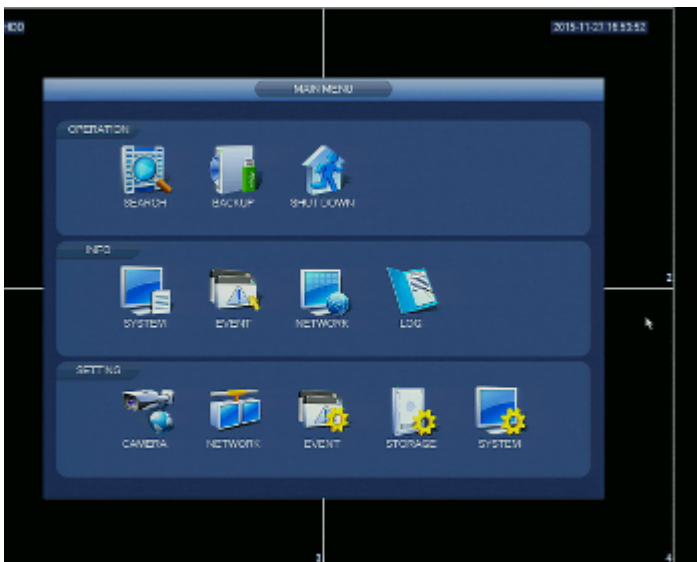 HDD
2015-11-27 16:53:52
MAIN MENU
OPERATION
SEARCH
BACKUP
SHUT DOWN
INFO
SYSTEM
EVENT
NETWORK
LOG
2
SETTING
CAMERA
NETWORK
EVENT
STORAGE
SYSTEM
3
4